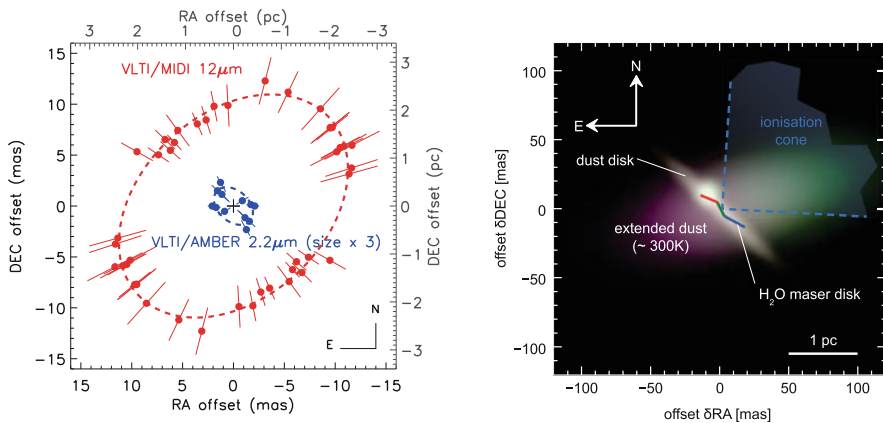 RA offset (pc)
3 2 1 0 -1 -2 -3
VLTI/MIDI 12μm
VLTI/AMBER 2.2μm (size x 3)
15
10
5
0
-5
-10
-15
DEC offset (mas)
3
2
1
0
-1
-2
-3
DEC offset (pc)
N
E
15 10 5 0 -5 -10 -15
RA offset (mas)
N
E
ionisation
cone
dust disk
extended dust
(~ 300K)
H₂O maser disk
1 pc
100
50
0
-50
-100
offset δDEC [mas]
-100 -50 0 50 100
offset δRA [mas]